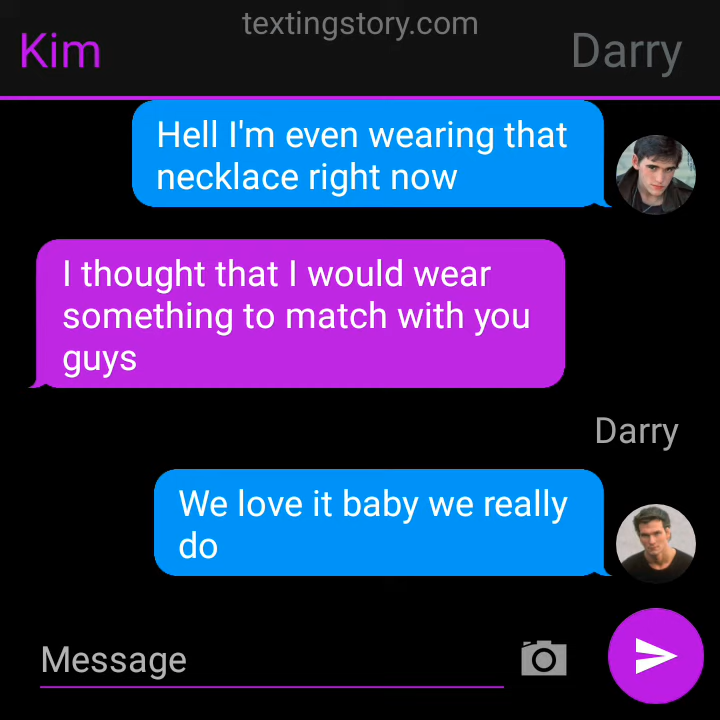 textingstory.com
Kim
Darry
Hell I'm even wearing that
necklace right now
I thought that I would wear
something to match with you
guys
Darry
We love it baby we really
do
Message